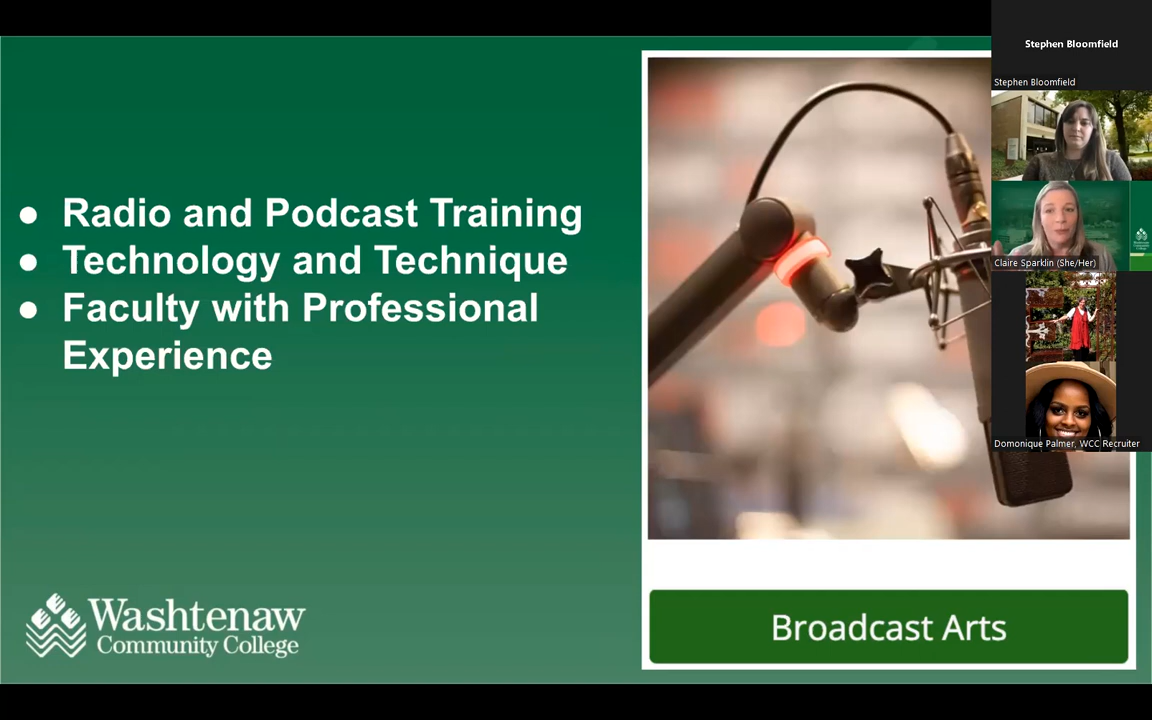 Stephen Bloomfield
Stephen Bloomfield
● Radio and Podcast Training
● Technology and Technique
● Faculty with Professional
Experience
Claire Sparklin (She/Her)
Domonique Palmer, WCC Recruiter
Washtenaw
Community College
Broadcast Arts